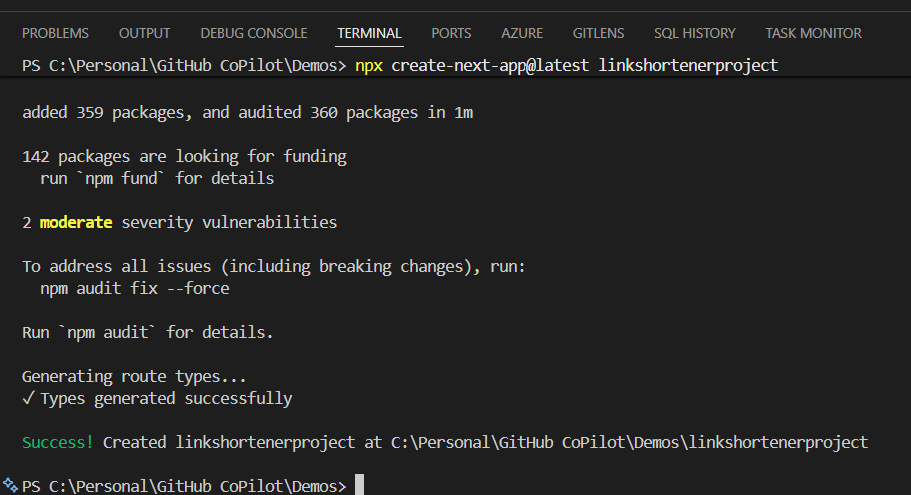 PROBLEMS OUTPUT DEBUG CONSOLE TERMINAL PORTS AZURE GITLENS SQL HISTORY TASK MONITOR
PS C:\Personal\GitHub CoPilot\Demos> npx create-next-app@latest linkshortenerproject
added 359 packages, and audited 360 packages in 1m
142 packages are looking for funding
  run `npm fund` for details
2 moderate severity vulnerabilities
To address all issues (including breaking changes), run:
  npm audit fix --force
Run `npm audit` for details.
Generating route types...
✓ Types generated successfully
Success! Created linkshortenerproject at C:\Personal\GitHub CoPilot\Demos\linkshortenerproject
PS C:\Personal\GitHub CoPilot\Demos>